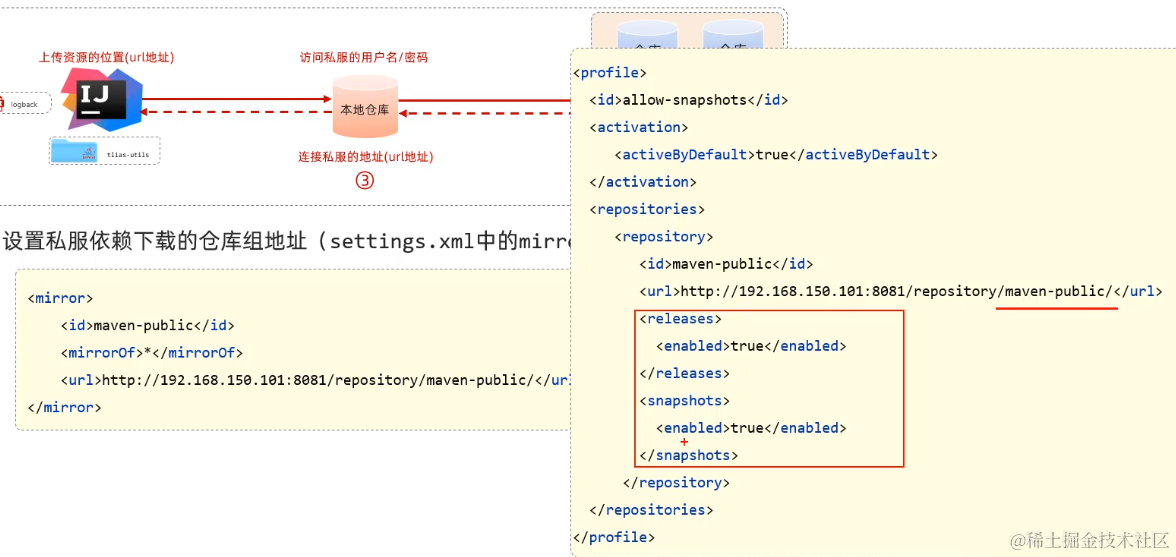 上传资源的位置(url地址)
访问私服的用户名/密码
仓库
仓库
logback
IJ
本地仓库
tlias-utils
连接私服的地址(url地址)
③
设置私服依赖下载的仓库组地址（settings.xml中的mirro
<mirror>
<id>maven-public</id>
<mirrorOf>*</mirrorOf>
<url>http://192.168.150.101:8081/repository/maven-public/</ur
</mirror>
<profile>
<id>allow-snapshots</id>
<activation>
<activeByDefault>true</activeByDefault>
</activation>
<repositories>
<repository>
<id>maven-public</id>
<url>http://192.168.150.101:8081/repository/maven-public/</url>
<releases>
<enabled>true</enabled>
</releases>
<snapshots>
<enabled>true</enabled>
</snapshots>
</repository>
</repositories>
</profile>
@稀土掘金技术社区